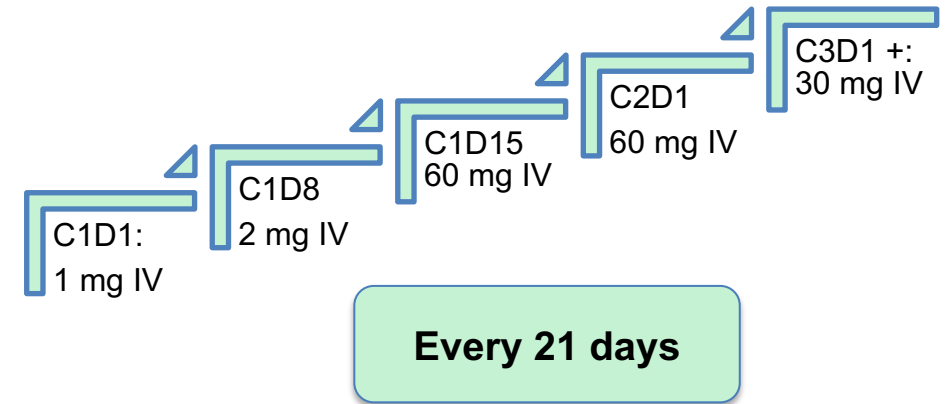 C1D1:
1 mg IV
C1D8
2 mg IV
C1D15
60 mg IV
C2D1
60 mg IV
C3D1 +:
30 mg IV
Every 21 days